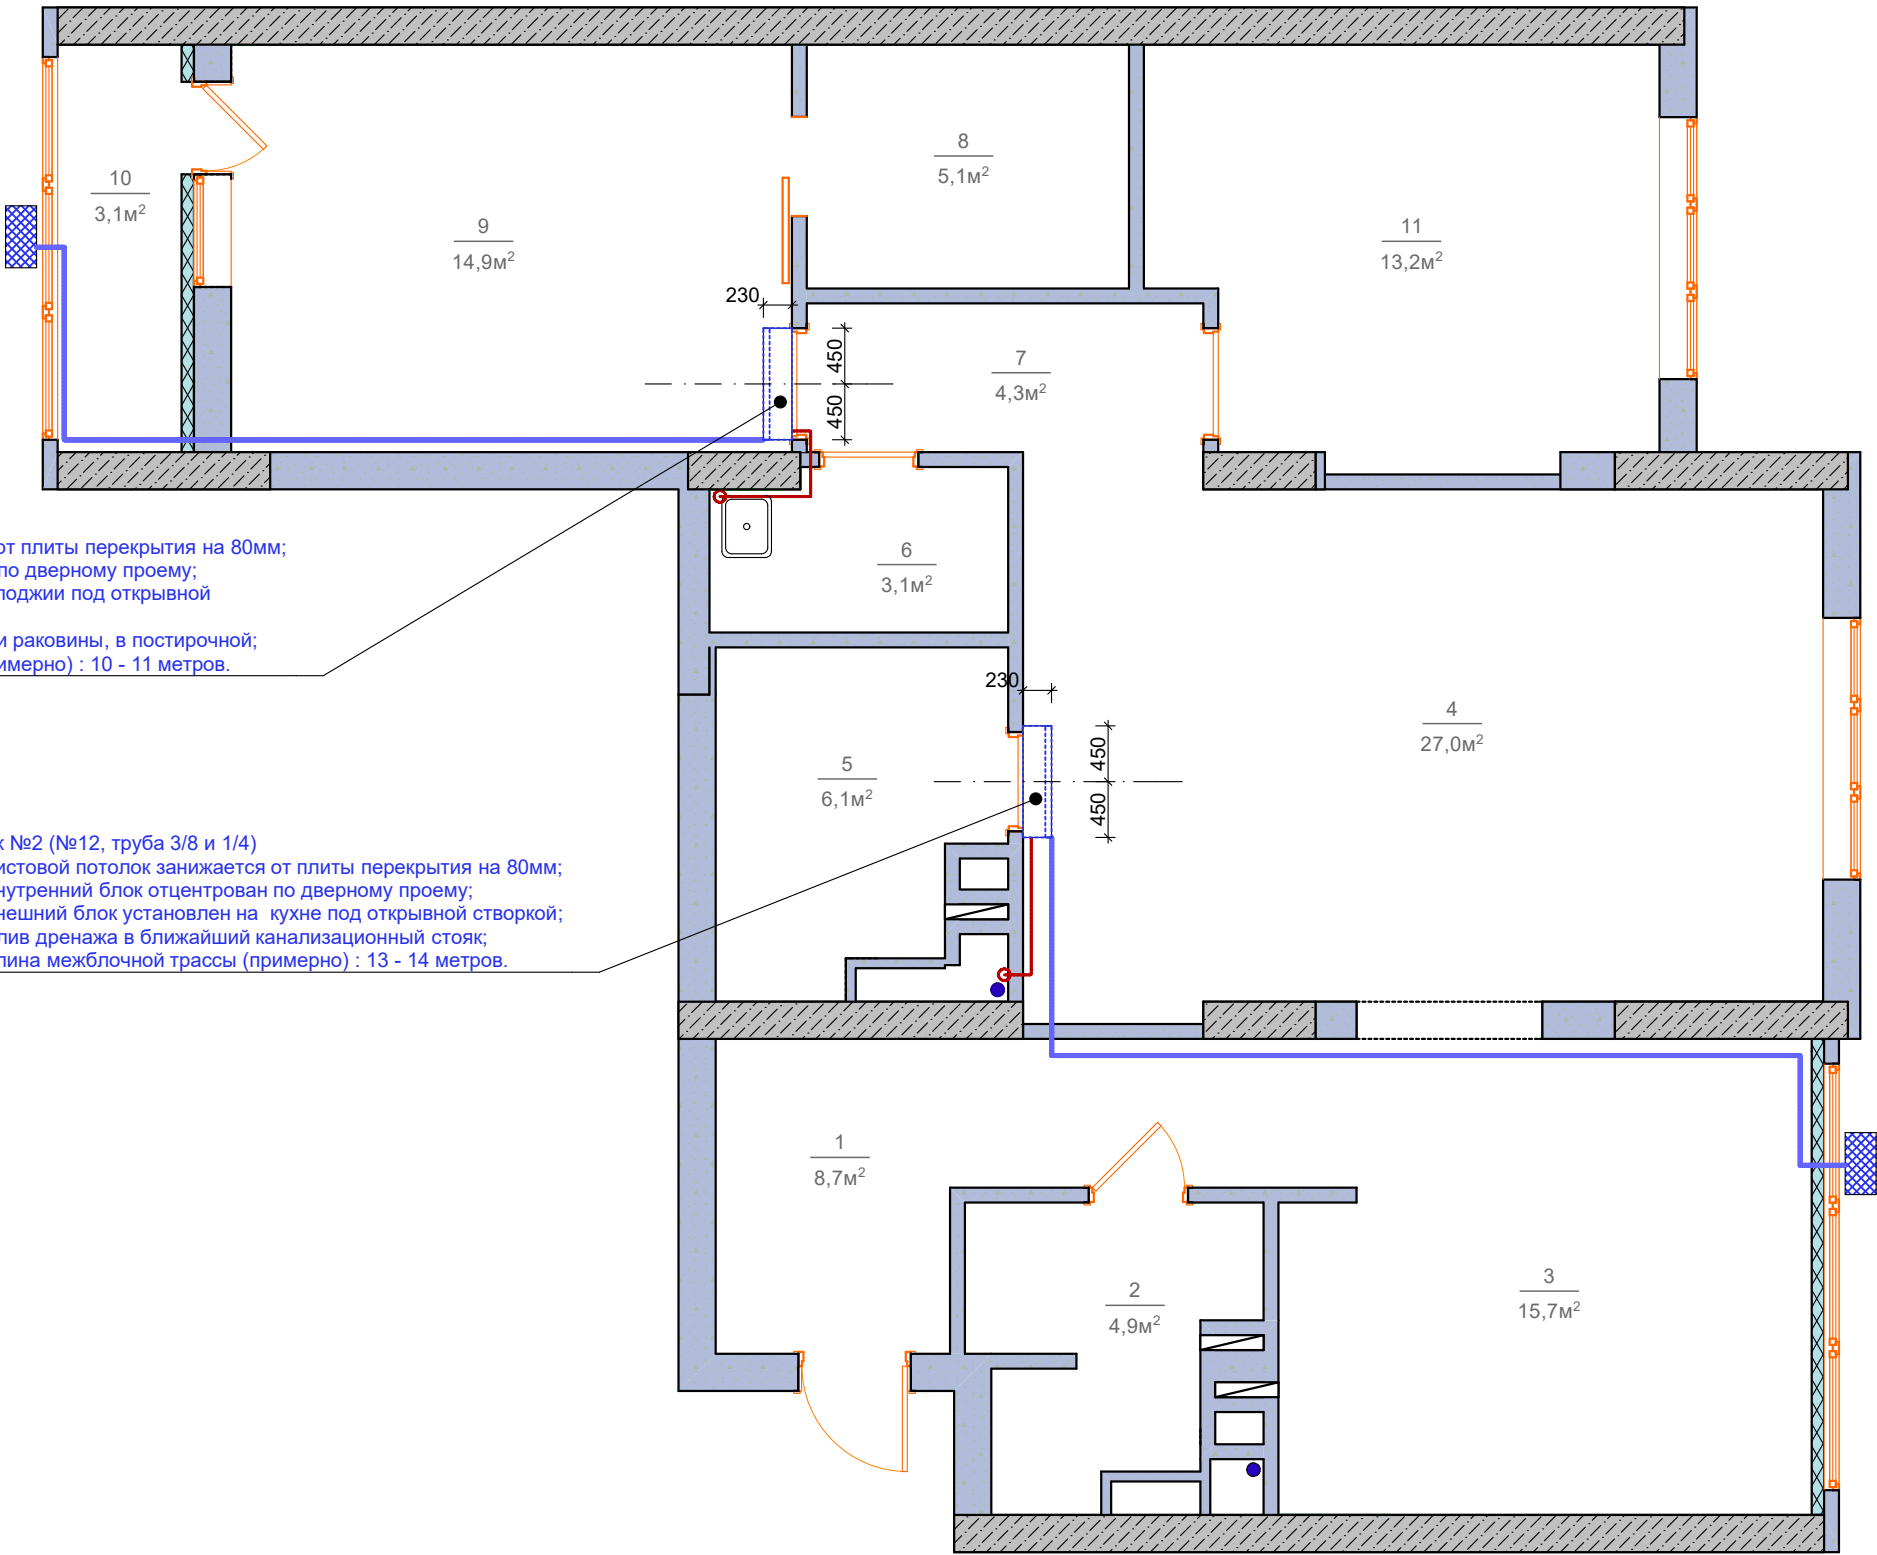 8
5,1м²
10
3,1м²
9
14,9м²
11
13,2м²
230
450
450
7
4,3м²
от плиты перекрытия на 80мм;
по дверному проему;
лоджии под открывной
и раковины, в постирочной;
имерно) : 10 - 11 метров.
6
3,1м²
230
4
27,0м²
450
450
5
6,1м²
№2 (№12, труба 3/8 и 1/4)
истовой потолок занижается от плиты перекрытия на 80мм;
нутренний блок отцентрован по дверному проему;
нешний блок установлен на кухне под открывной створкой;
лив дренажа в ближайший канализационный стояк;
лина межблочной трассы (примерно) : 13 - 14 метров.
1
8,7м²
2
4,9м²
3
15,7м²